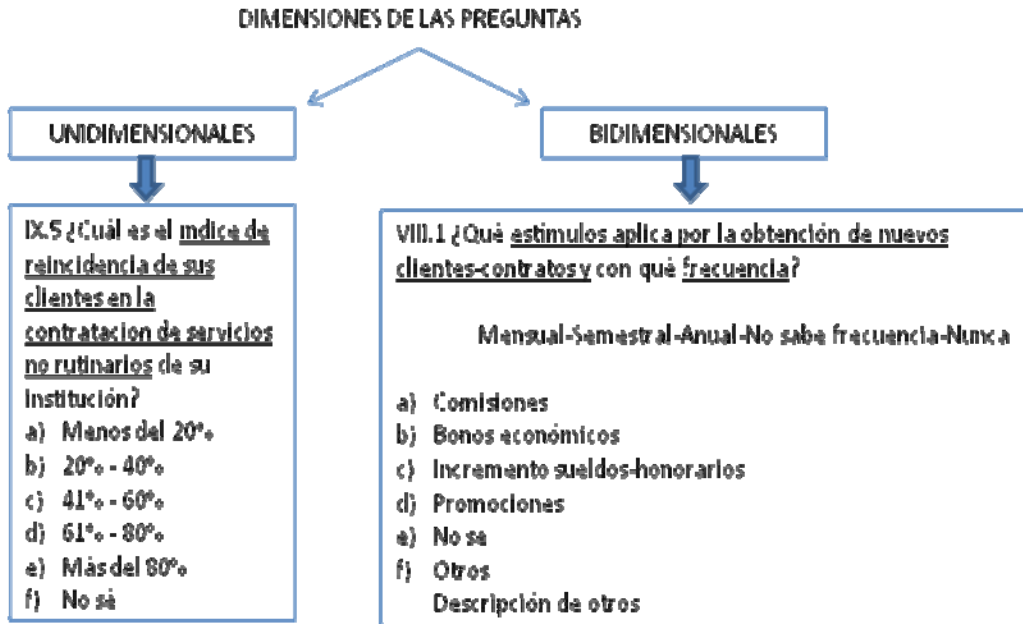 DIMENSIONES DE LAS PREGUNTAS
UNIDIMENSIONALES
IX.5 ¿Cuál es el indice de
reincidencia de sus
clientes en la
contratacion de servicios
no rutinarios de su
institución?
a) Menos del 20%
b) 20% - 40%
c) 41% - 60%
d) 61% - 80%
e) Más del 80%
f) No sé
BIDIMENSIONALES
VIII.1 ¿Qué estimulos aplica por la obtención de nuevos
clientes-contratos y con qué frecuencia?
Mensual-Semestral-Anual-No sabe frecuencia-Nunca
a) Comisiones
b) Bonos económicos
c) Incremento sueldos-honorarios
d) Promociones
e) No se
f) Otros
Descripción de otros